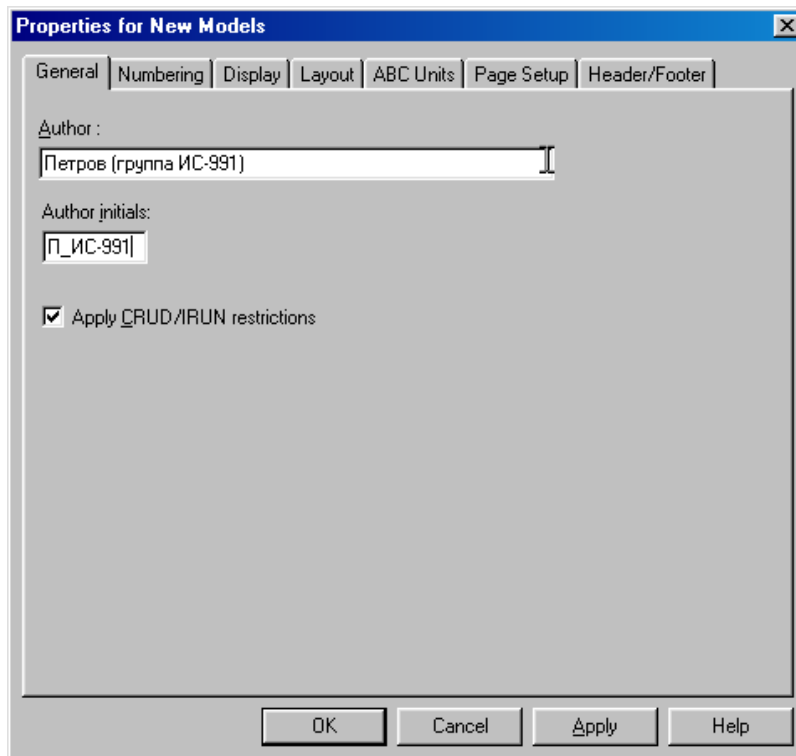 Properties for New Models
General Numbering Display Layout ABC Units Page Setup Header/Footer
Author :
Петров (группа ИС-991)
Author initials:
П_ИС-991
Apply CRUD/IRUN restrictions
OK Cancel Apply Help